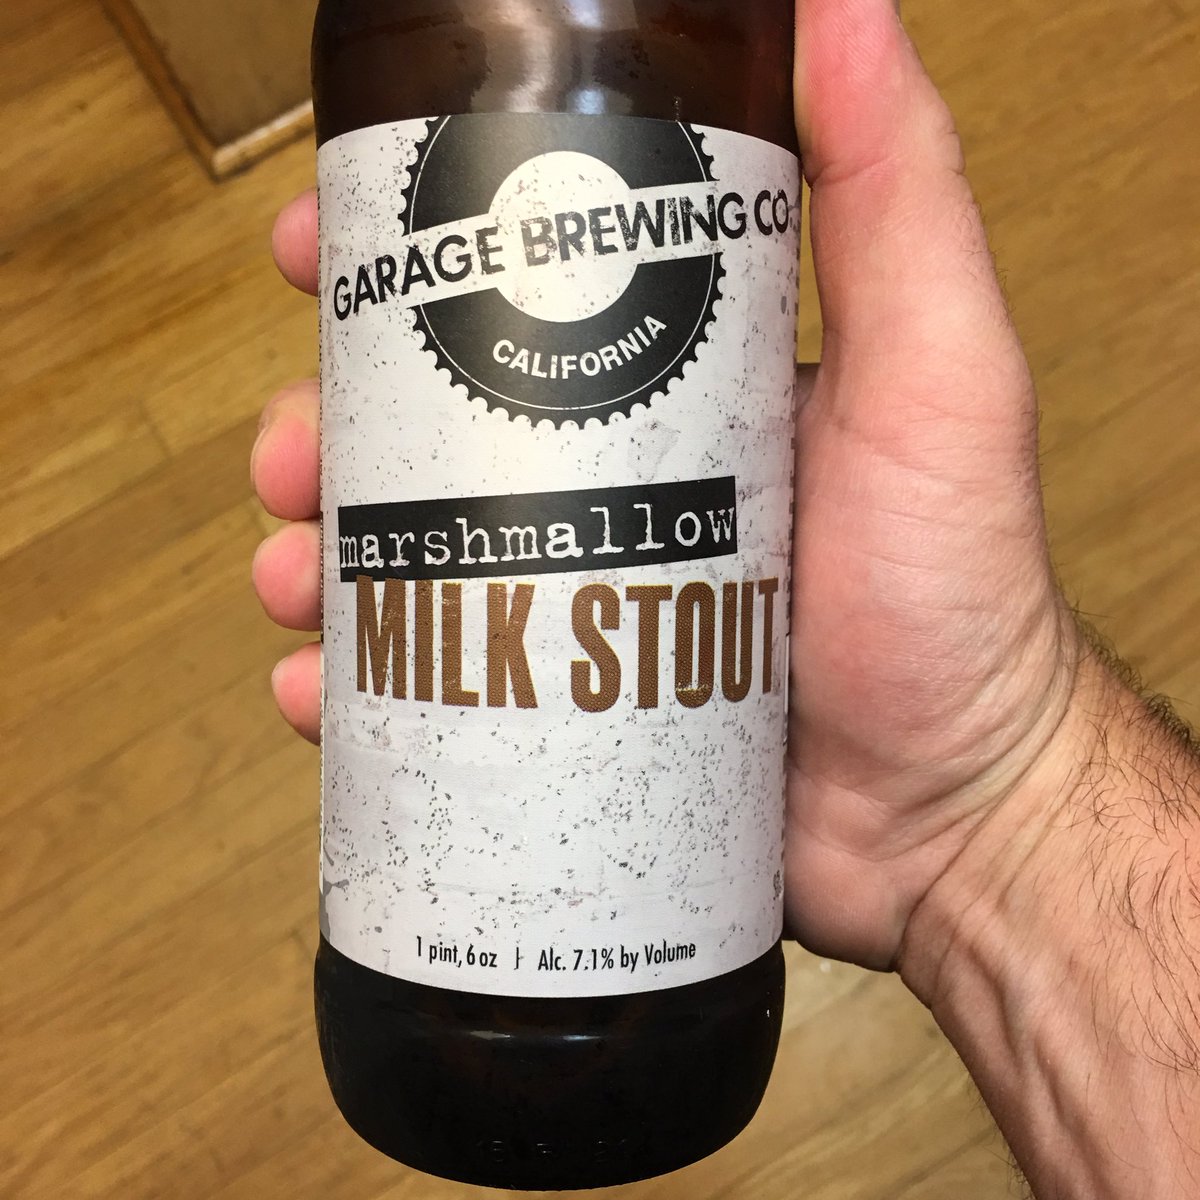 GARAGE BREWING CO
CALIFORNIA
marshmallow
MILK STOUT
1 pint, 6 oz | Alc. 7.1% by Volume